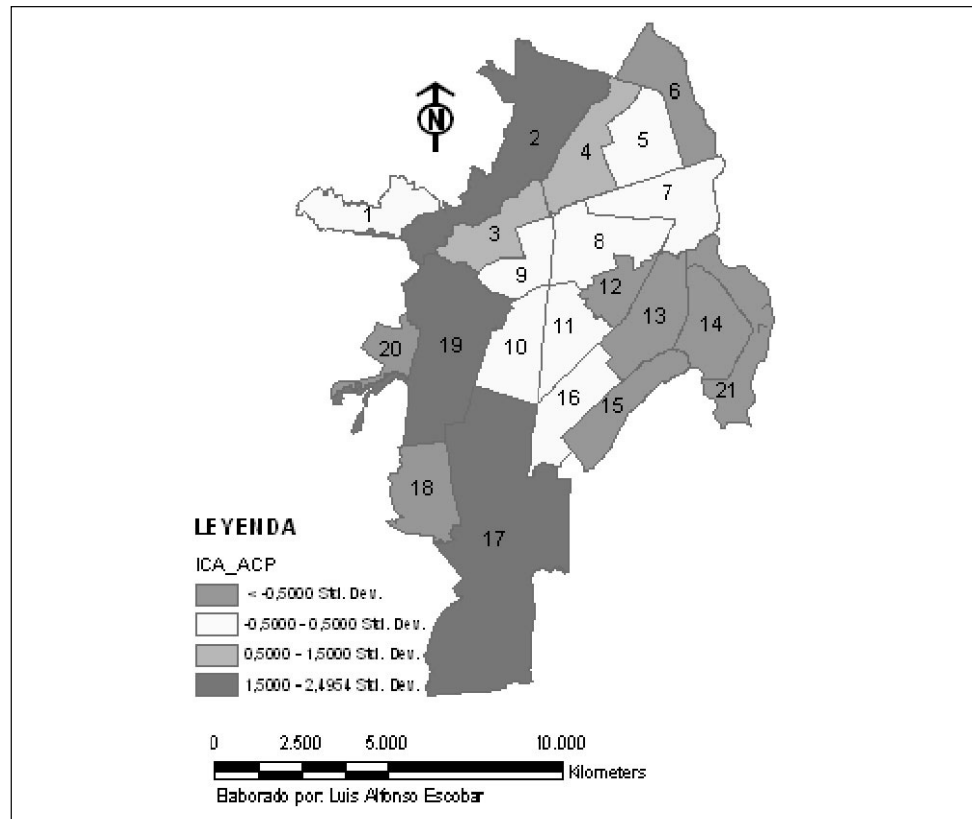 N
6
2
5
4
7
1
3
8
9
12
13
14
11
19
10
20
16
15
21
18
17
LEYENDA
ICA_ACP
< -0,5000 Std. Dev.
-0,5000 - 0,5000 Std. Dev.
0,5000 - 1,5000 Std. Dev.
1,5000 - 2,4954 Std. Dev.
0 2.500 5.000 10.000
Kilometers
Elaborado por: Luis Alfonso Escobar